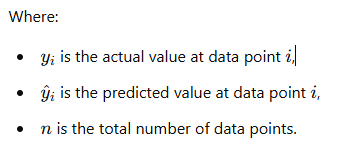 Where:
• yᵢ is the actual value at data point i,
• ŷᵢ is the predicted value at data point i,
• n is the total number of data points.